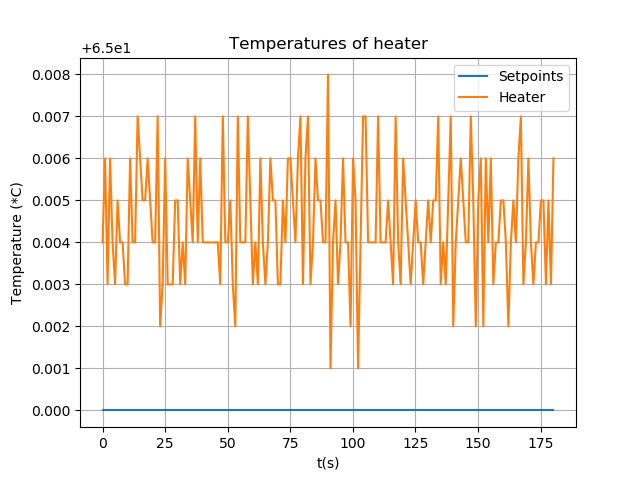 Temperatures of heater
+6.5e1
Setpoints
Heater
0.008
0.007
0.006
0.005
0.004
0.003
0.002
0.001
0.000
Temperature (*C)
0 25 50 75 100 125 150 175
t(s)